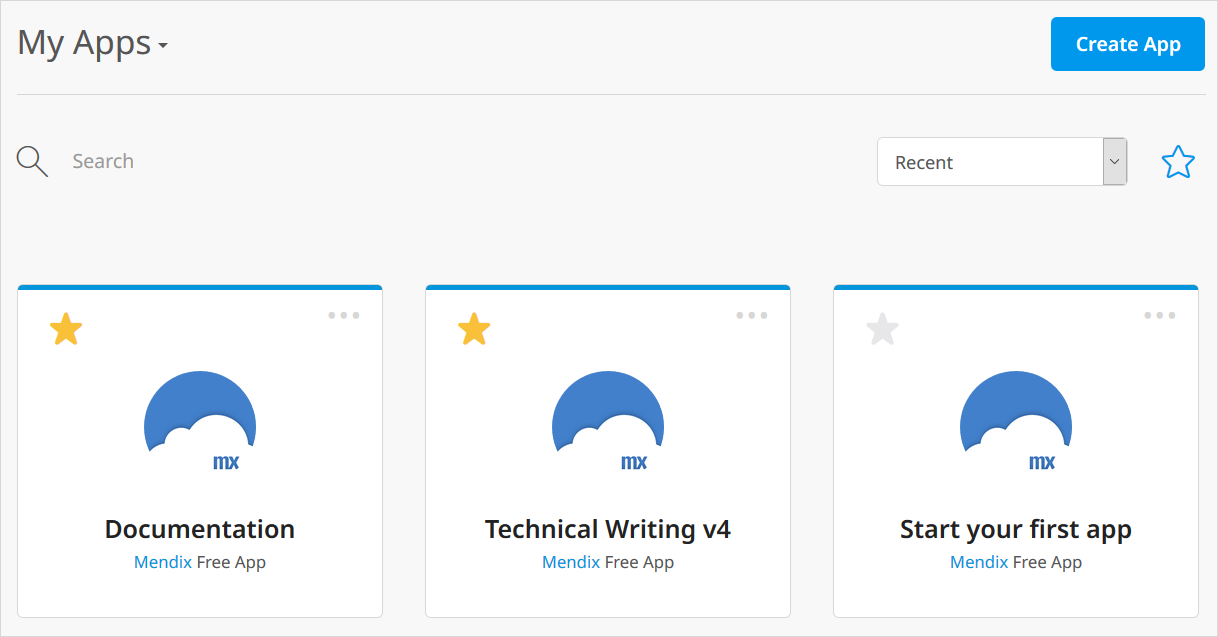 My Apps
Create App
Search
Recent
mx
mx
mx
Documentation
Technical Writing v4
Start your first app
Mendix Free App
Mendix Free App
Mendix Free App